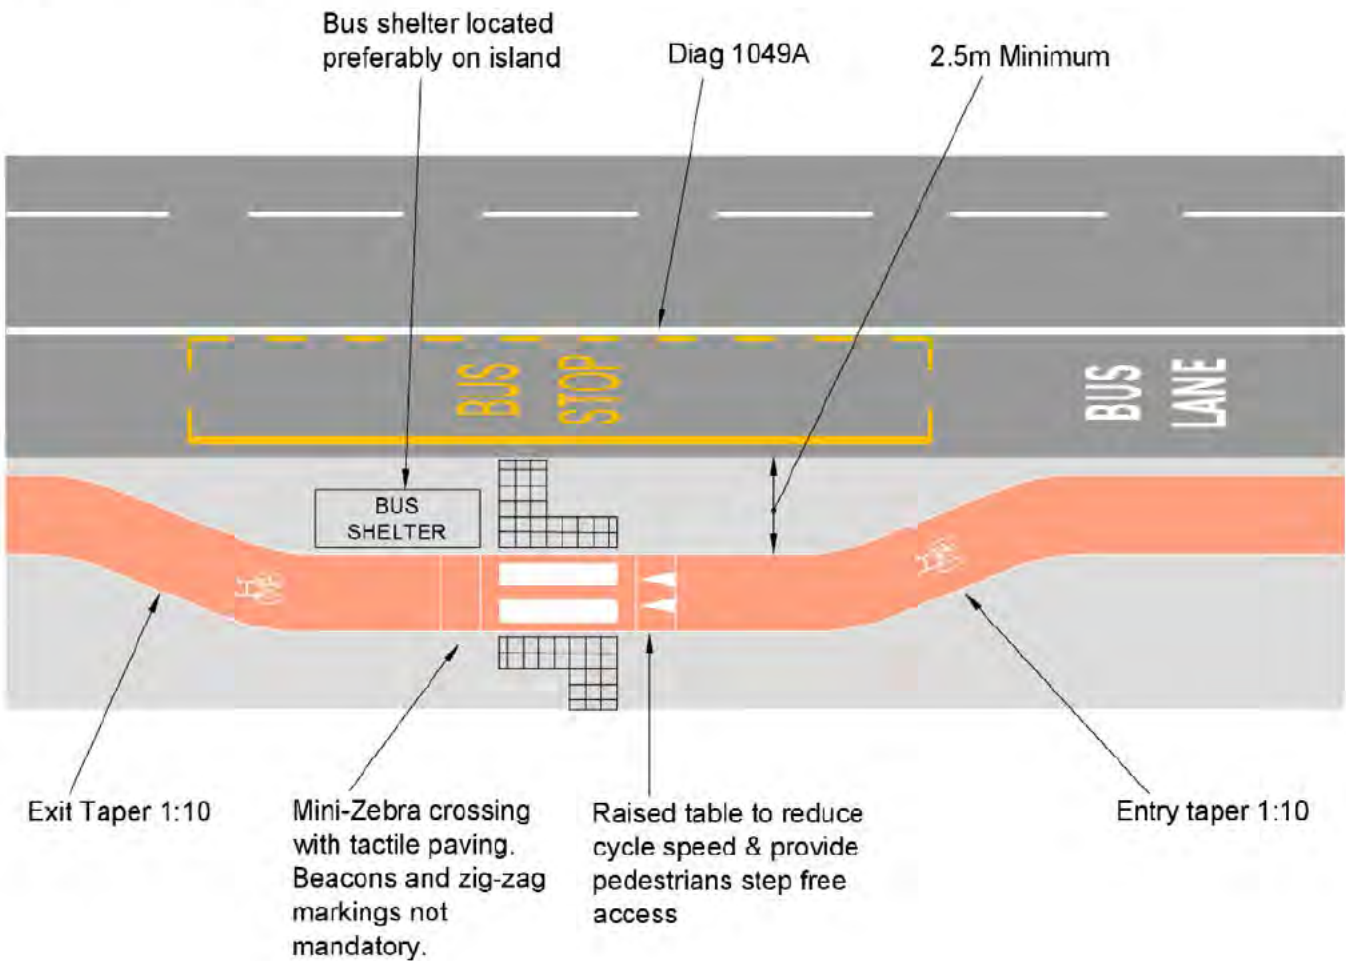 Bus shelter located
preferably on island
Diag 1049A
2.5m Minimum
BUS
STOP
BUS
LANE
BUS
SHELTER
Exit Taper 1:10
Mini-Zebra crossing
with tactile paving.
Beacons and zig-zag
markings not
mandatory.
Raised table to reduce
cycle speed & provide
pedestrians step free
access
Entry taper 1:10